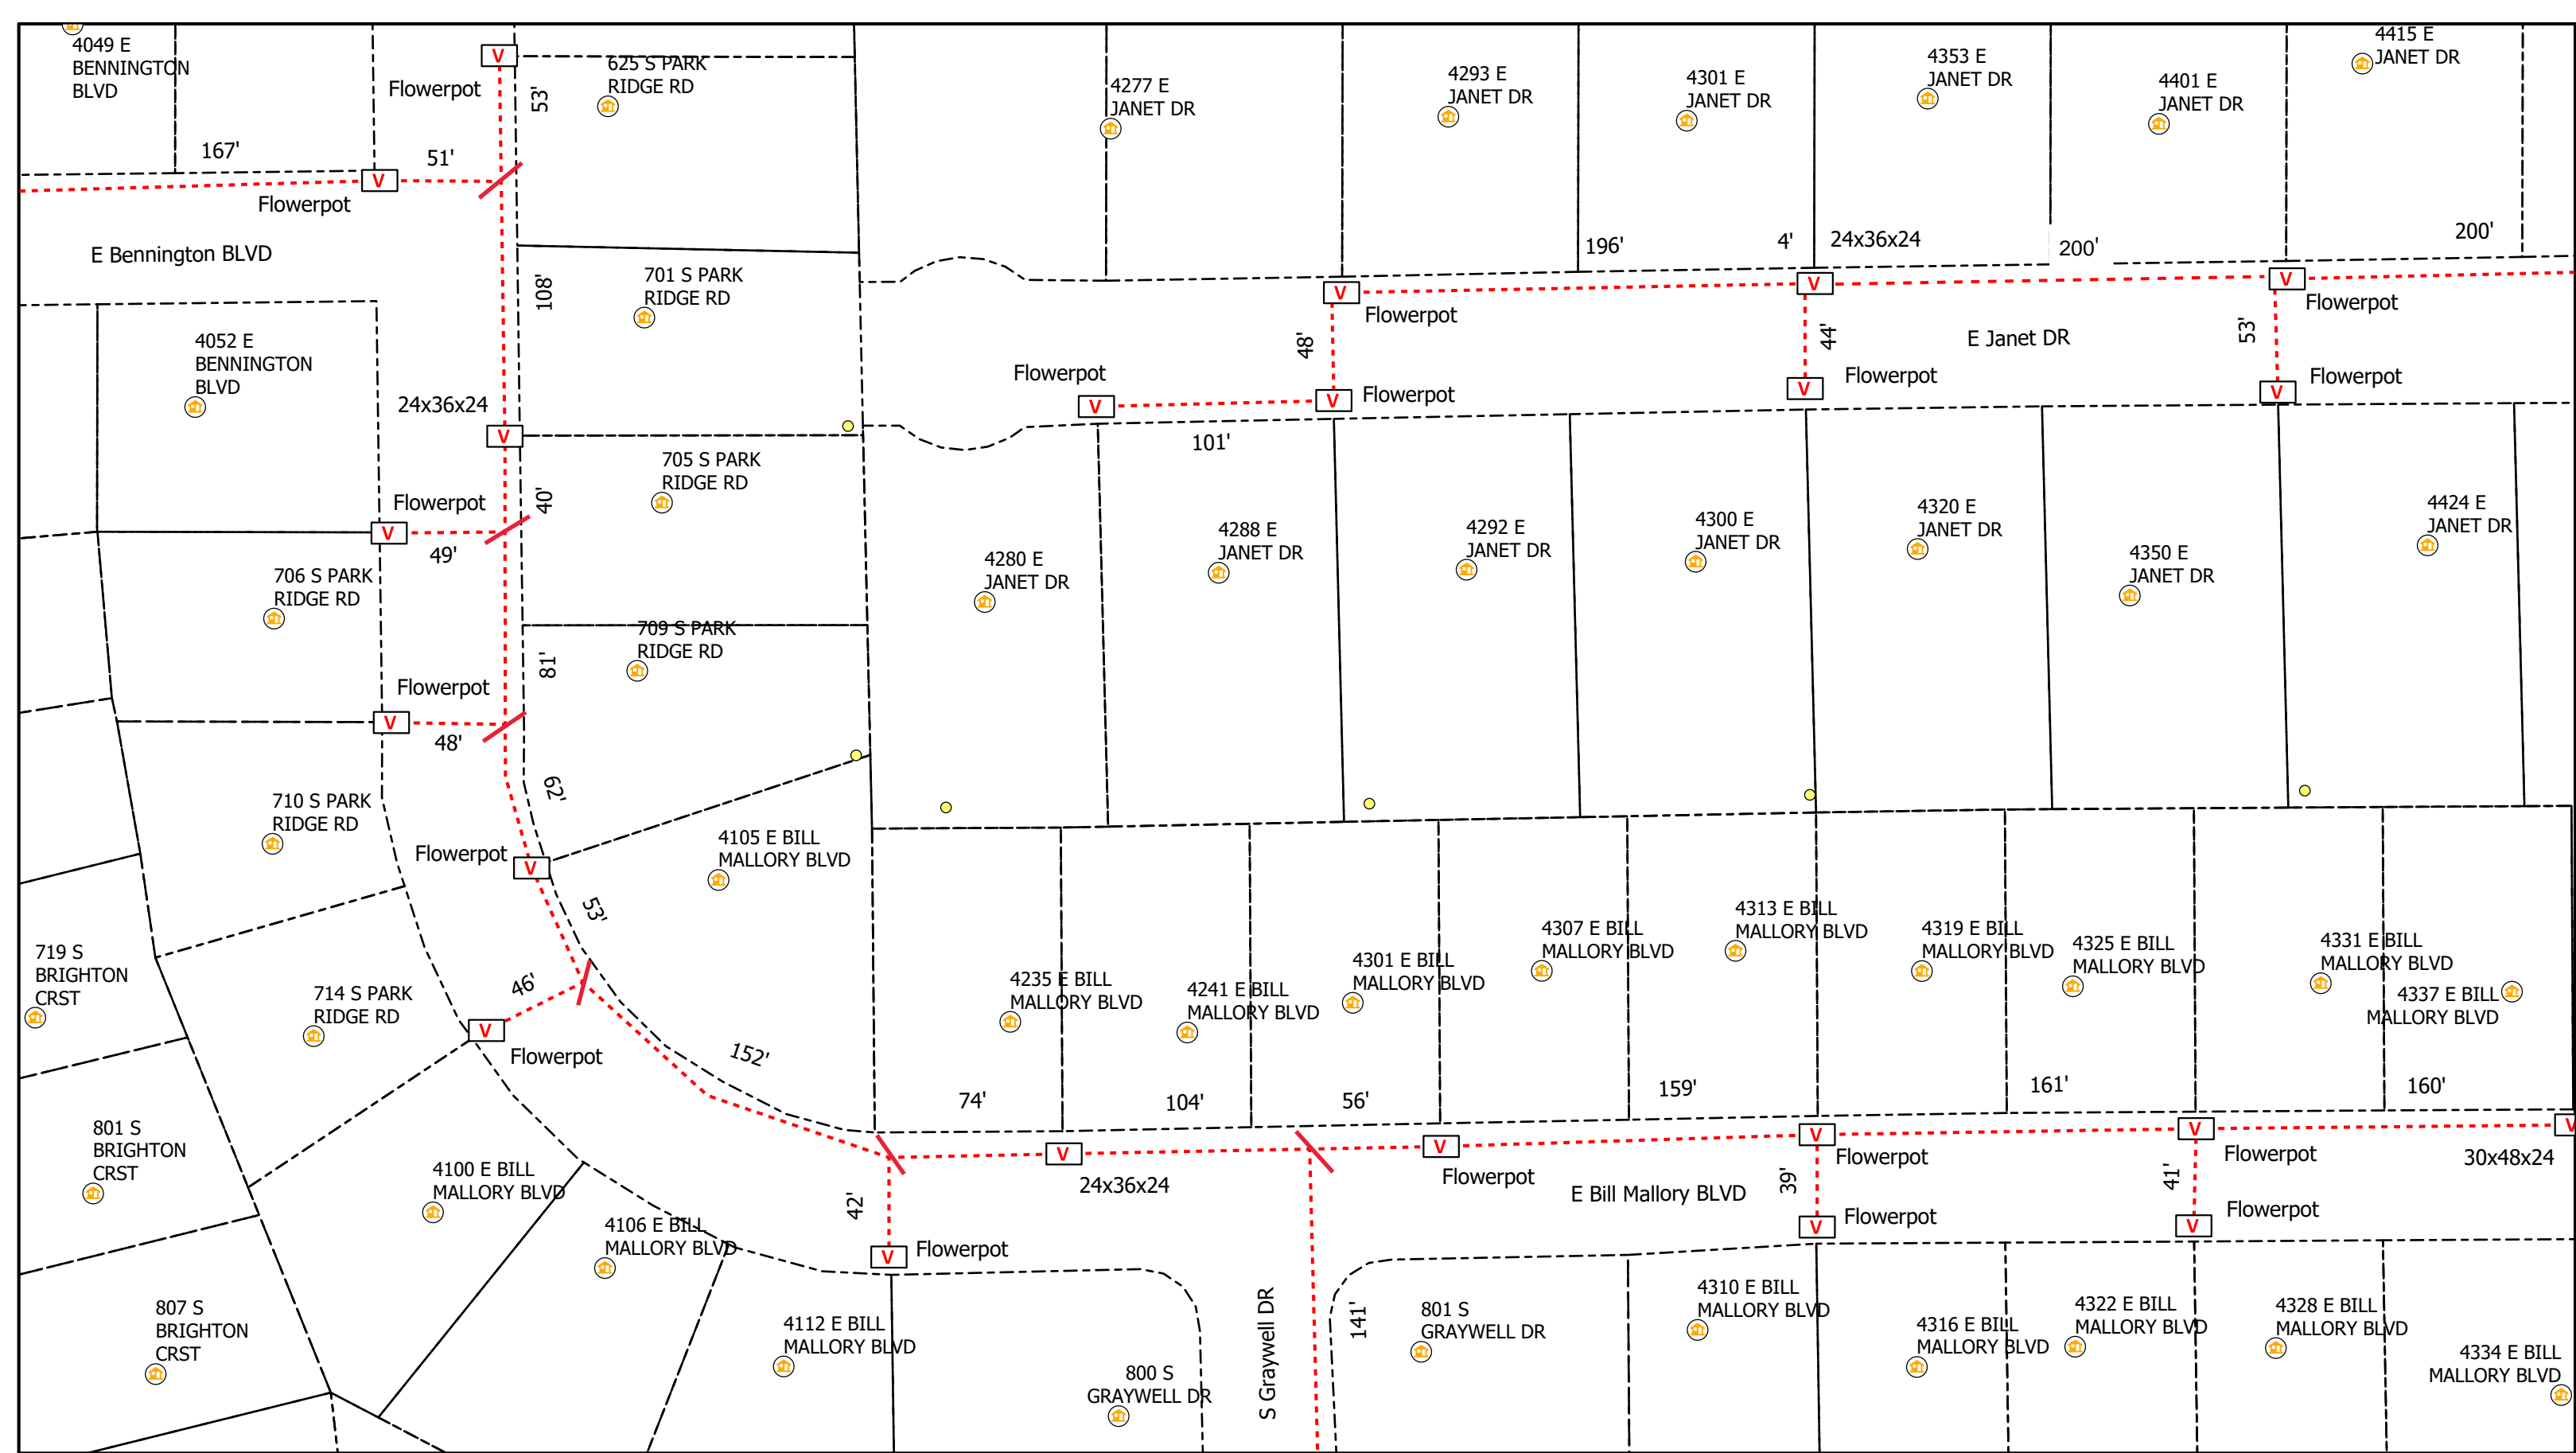 4049 E
BENNINGTON
BLVD
Flowerpot
V
53'
625 S PARK
RIDGE RD
4277 E
JANET DR
4293 E
JANET DR
4301 E
JANET DR
4353 E
JANET DR
4401 E
JANET DR
4415 E
JANET DR
167'
51'
V
Flowerpot
E Bennington BLVD
108'
701 S PARK
RIDGE RD
196'
4'
24x36x24
200'
200'
V
V
V
Flowerpot
Flowerpot
48'
44'
E Janet DR
53'
4052 E
BENNINGTON
BLVD
24x36x24
V
Flowerpot
V
V
Flowerpot
V
Flowerpot
V
Flowerpot
101'
705 S PARK
RIDGE RD
Flowerpot
40'
V
49'
4280 E
JANET DR
4288 E
JANET DR
4292 E
JANET DR
4300 E
JANET DR
4320 E
JANET DR
4350 E
JANET DR
4424 E
JANET DR
706 S PARK
RIDGE RD
709 S PARK
RIDGE RD
81'
Flowerpot
V
48'
62'
710 S PARK
RIDGE RD
Flowerpot
V
4105 E BILL
MALLORY BLVD
53'
719 S
BRIGHTON
CRST
714 S PARK
RIDGE RD
46'
V
Flowerpot
152'
4235 E BILL
MALLORY BLVD
4241 E BILL
MALLORY BLVD
4301 E BILL
MALLORY BLVD
4307 E BILL
MALLORY BLVD
4313 E BILL
MALLORY BLVD
4319 E BILL
MALLORY BLVD
4325 E BILL
MALLORY BLVD
4331 E BILL
MALLORY BLVD
4337 E BILL
MALLORY BLVD
74'
104'
56'
159'
161'
160'
801 S
BRIGHTON
CRST
V
24x36x24
V
Flowerpot
V
Flowerpot
V
Flowerpot
V
30x48x24
4100 E BILL
MALLORY BLVD
42'
E Bill Mallory BLVD
39'
41'
4106 E BILL
MALLORY BLVD
V
Flowerpot
V
Flowerpot
V
Flowerpot
807 S
BRIGHTON
CRST
4112 E BILL
MALLORY BLVD
800 S
GRAYWELL DR
S Graywell DR
141'
801 S
GRAYWELL DR
4310 E BILL
MALLORY BLVD
4316 E BILL
MALLORY BLVD
4322 E BILL
MALLORY BLVD
4328 E BILL
MALLORY BLVD
4334 E BILL
MALLORY BLVD